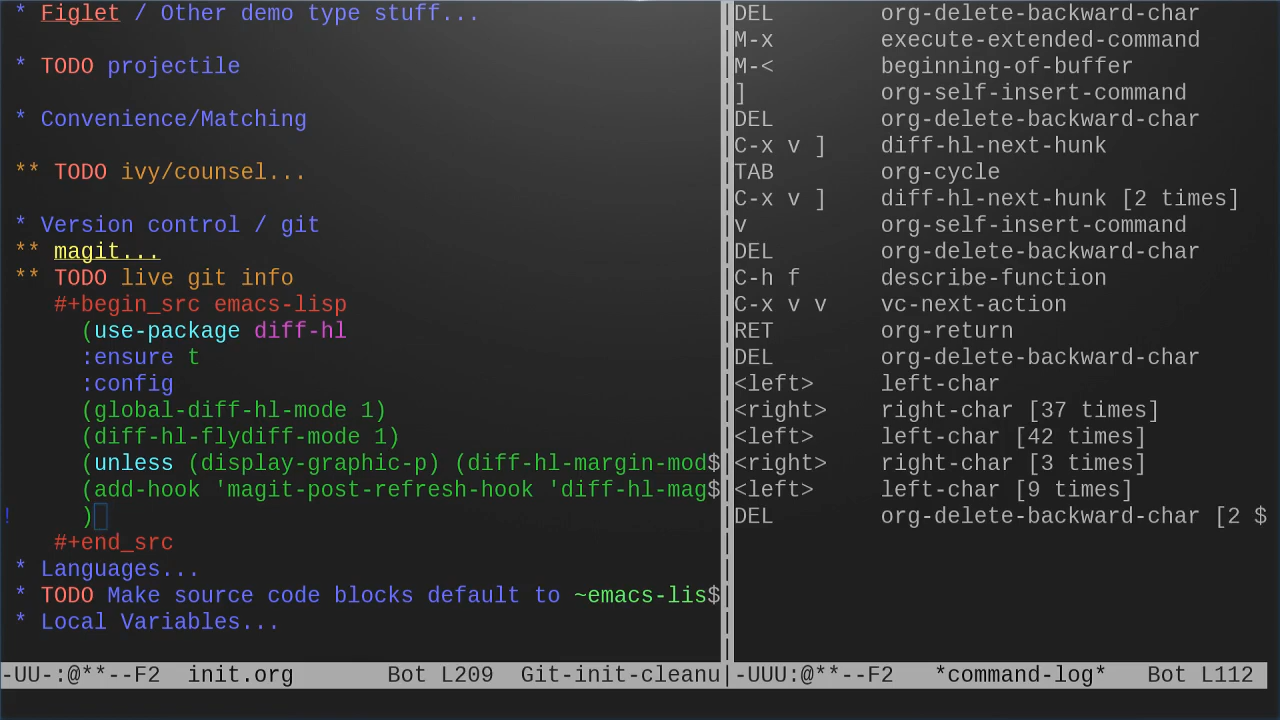 * Figlet / Other demo type stuff...
* TODO projectile
* Convenience/Matching
** TODO ivy/counsel...
* Version control / git
** magit...
** TODO live git info
#+begin_src emacs-lisp
(use-package diff-hl
:ensure t
:config
(global-diff-hl-mode 1)
(diff-hl-flydiff-mode 1)
(unless (display-graphic-p) (diff-hl-margin-mod$
(add-hook 'magit-post-refresh-hook 'diff-hl-mag$
! )
#+end_src
* Languages...
* TODO Make source code blocks default to ~emacs-lis$
* Local Variables...
-UU-:@**--F2 init.org Bot L209 Git-init-cleanu
DEL org-delete-backward-char
M-x execute-extended-command
M-< beginning-of-buffer
] org-self-insert-command
DEL org-delete-backward-char
C-x v ] diff-hl-next-hunk
TAB org-cycle
C-x v ] diff-hl-next-hunk [2 times]
v org-self-insert-command
DEL org-delete-backward-char
C-h f describe-function
C-x v v vc-next-action
RET org-return
DEL org-delete-backward-char
<left> left-char
<right> right-char [37 times]
<left> left-char [42 times]
<right> right-char [3 times]
<left> left-char [9 times]
DEL org-delete-backward-char [2 $
-UUU:@**--F2 *command-log* Bot L112